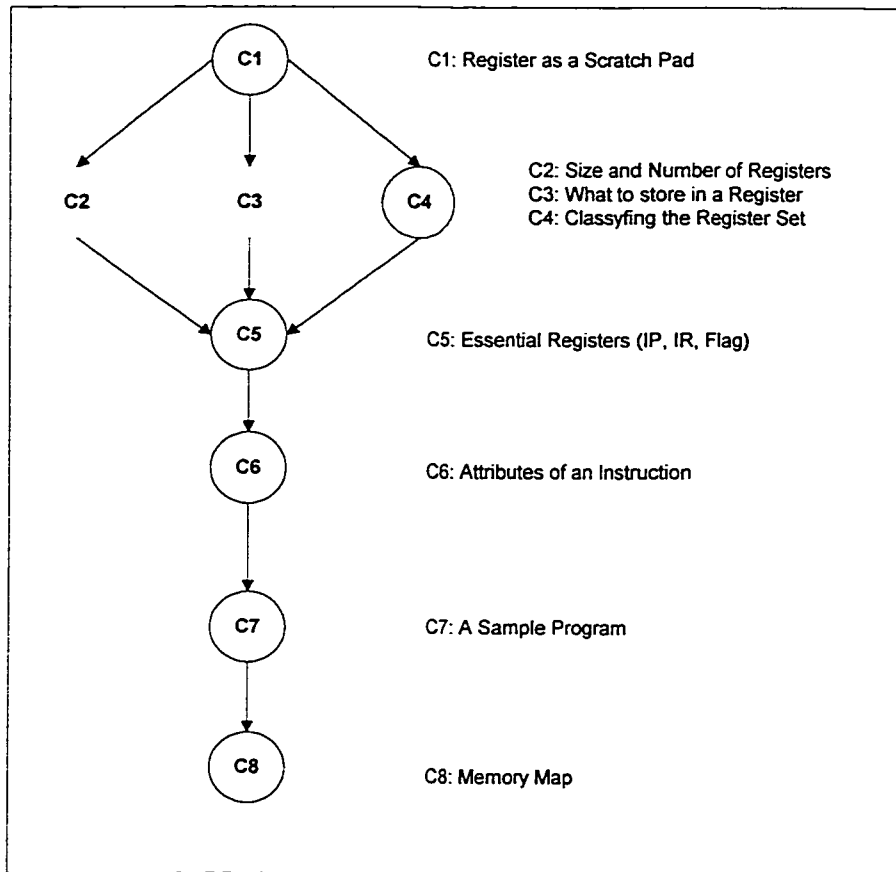 C1
C1: Register as a Scratch Pad
C2
C3
C4
C2: Size and Number of Registers
C3: What to store in a Register
C4: Classyfing the Register Set
C5
C5: Essential Registers (IP, IR, Flag)
C6
C6: Attributes of an Instruction
C7
C7: A Sample Program
C8
C8: Memory Map